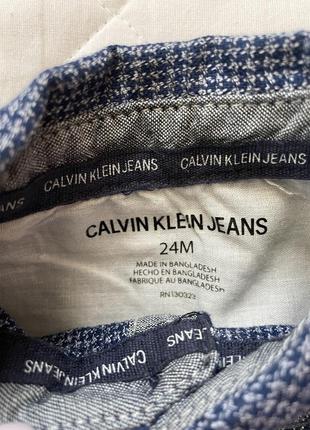 CALVIN KLEIN JEANS
CALVIN KLEIN JEANS
CALVIN KLEIN JEANS
24M
MADE IN BANGLADESH
HECHO EN BANGLADESH
FABRIQUE AU BANGLADESH
RN130323
JEANS
CALVIN KLEIN
CALVIN